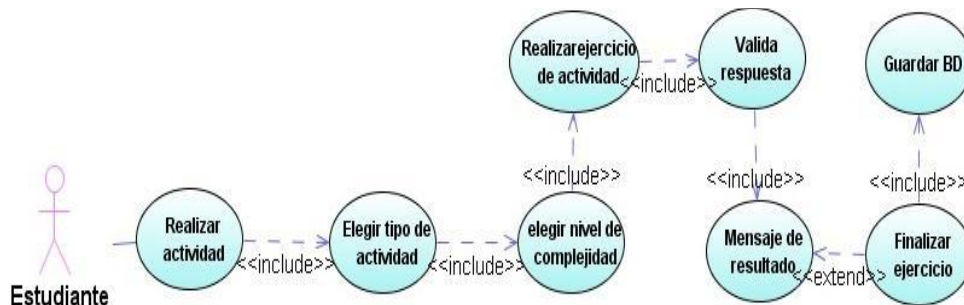 Realizarejercicio
de actividad
<<include>>
Valida
respuesta
Guardar BD
<<include>>
<<include>>
<<include>>
Estudiante
Realizar
actividad
<<include>>
Elegir tipo de
actividad
<<include>>
elegir nivel de
complejidad
Mensaje de
resultado
<<extend>>
Finalizar
ejercicio